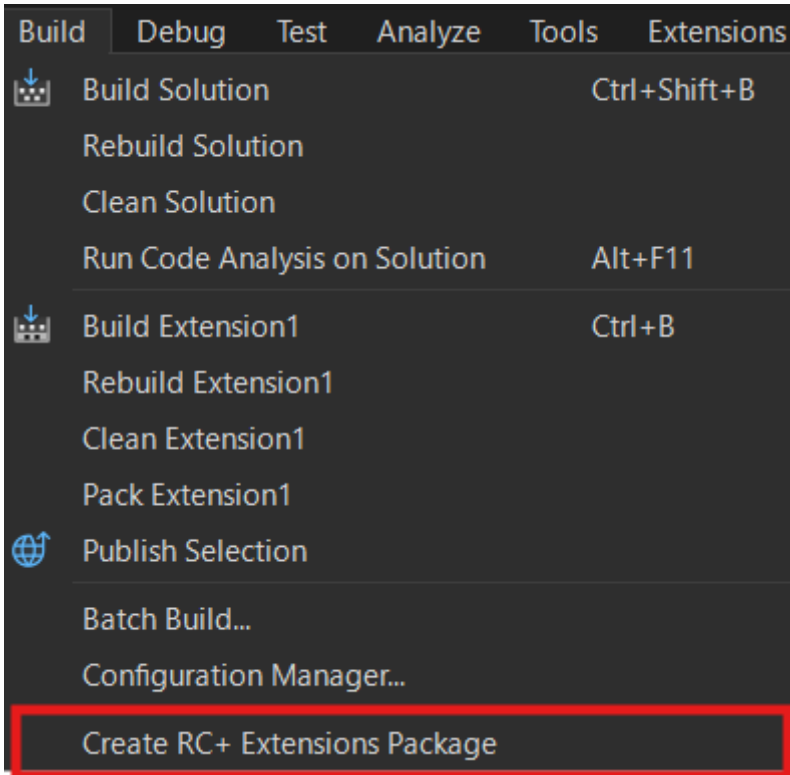 Build Debug Test Analyze Tools Extensions
Build Solution Ctrl+Shift+B
Rebuild Solution
Clean Solution
Run Code Analysis on Solution Alt+F11
Build Extension1 Ctrl+B
Rebuild Extension1
Clean Extension1
Pack Extension1
Publish Selection
Batch Build...
Configuration Manager...
Create RC+ Extensions Package